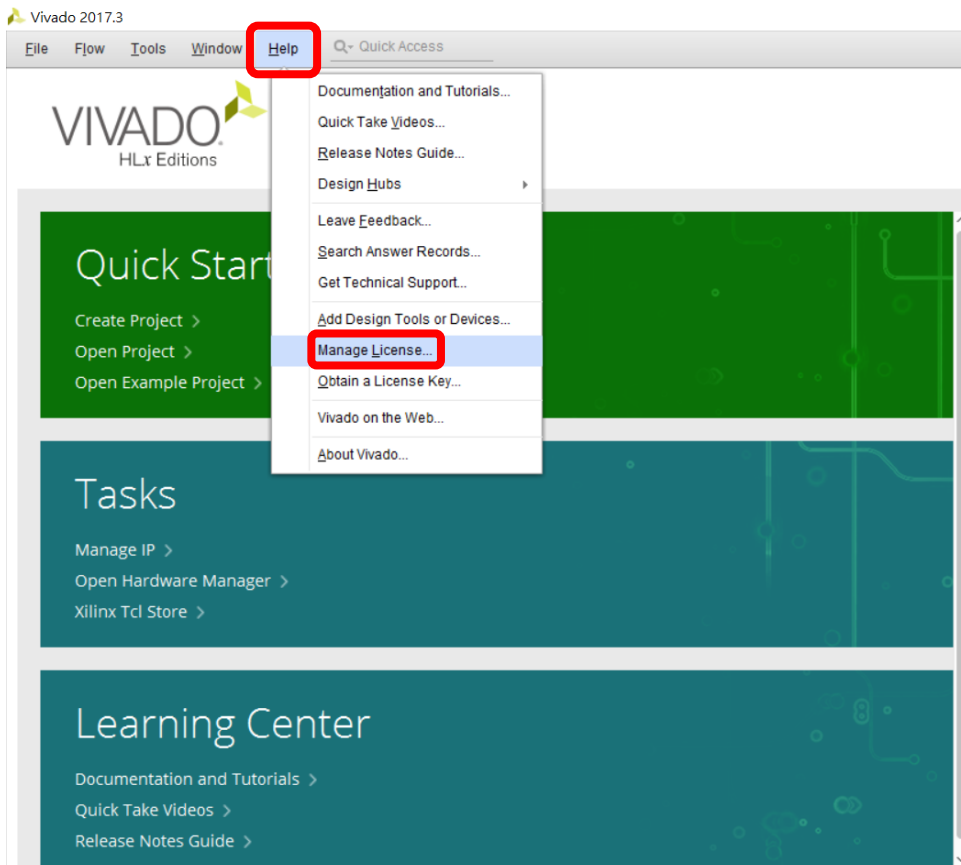 Vivado 2017.3
File Flow Tools Window Help Quick Access
VIVADO.
HLx Editions
Documentation and Tutorials...
Quick Take Videos...
Release Notes Guide...
Design Hubs
Leave Feedback...
Search Answer Records...
Get Technical Support...
Add Design Tools or Devices...
Manage License...
Obtain a License Key...
Vivado on the Web...
About Vivado...
Quick Start
Create Project >
Open Project >
Open Example Project >
Tasks
Manage IP >
Open Hardware Manager >
Xilinx Tcl Store >
Learning Center
Documentation and Tutorials >
Quick Take Videos >
Release Notes Guide >